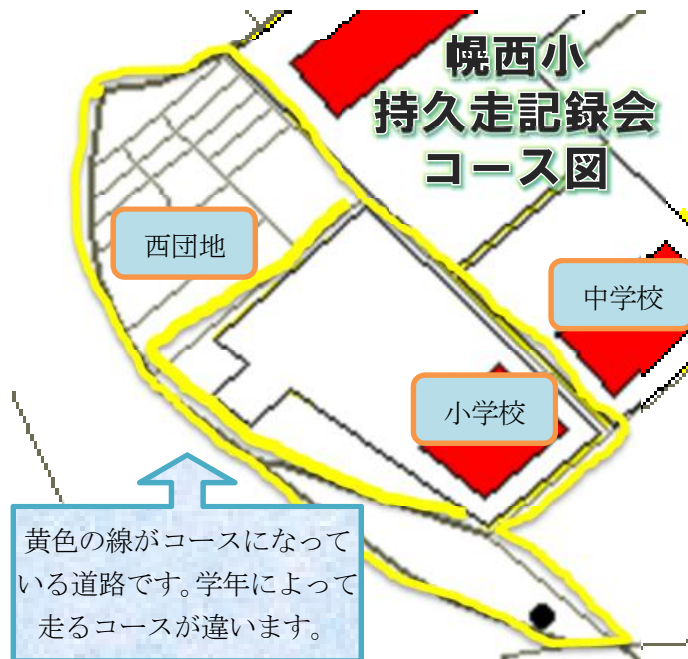 幌西小
持久走記録会
コース図
西団地
中学校
小学校
黄色の線がコースになって
いる道路です。学年によって
走るコースが違います。